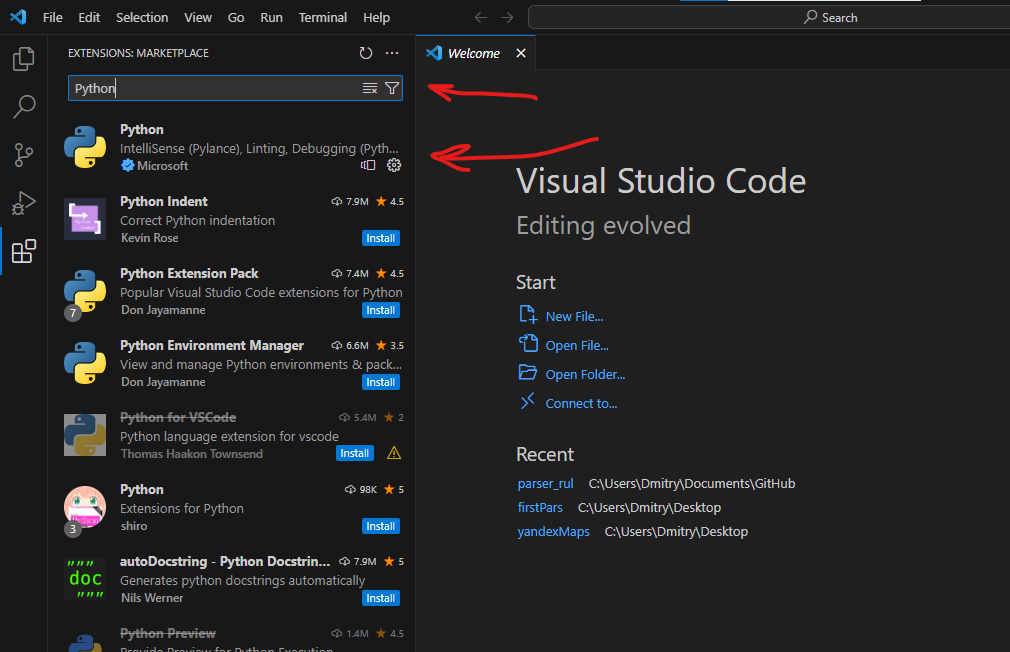 File Edit Selection View Go Run Terminal Help
Search
EXTENSIONS: MARKETPLACE
Welcome
Python
Python
IntelliSense (Pylance), Linting, Debugging (Pyth...
Microsoft
Python Indent 7.9M 4.5
Correct Python indentation
Kevin Rose Install
Python Extension Pack 7.4M 4.5
Popular Visual Studio Code extensions for Python
7 Don Jayamanne Install
Python Environment Manager 6.6M 3.5
View and manage Python environments & pack...
Don Jayamanne Install
Python for VSCode 5.4M 2
Python language extension for vscode
Thomas Haakon Townsend Install
Python 98K 5
Extensions for Python
3 shiro Install
autoDocstring - Python Docstrin... 7.9M 5
""" doc """
Generates python docstrings automatically
Nils Werner Install
Python Preview 1.4M 4.5
Provide Preview for Python Execution
Visual Studio Code
Editing evolved
Start
New File...
Open File...
Open Folder...
Connect to...
Recent
parser_rul C:\Users\Dmitry\Documents\GitHub
firstPars C:\Users\Dmitry\Desktop
yandexMaps C:\Users\Dmitry\Desktop